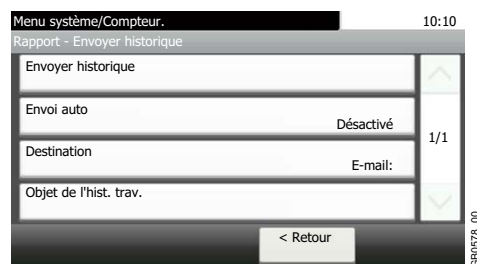 Menu système/Compteur.
10:10
Rapport - Envoyer historique
Envoyer historique
Envoi auto
Désactivé
1/1
Destination
E-mail:
Objet de l'hist. trav.
< Retour
GB0578_00